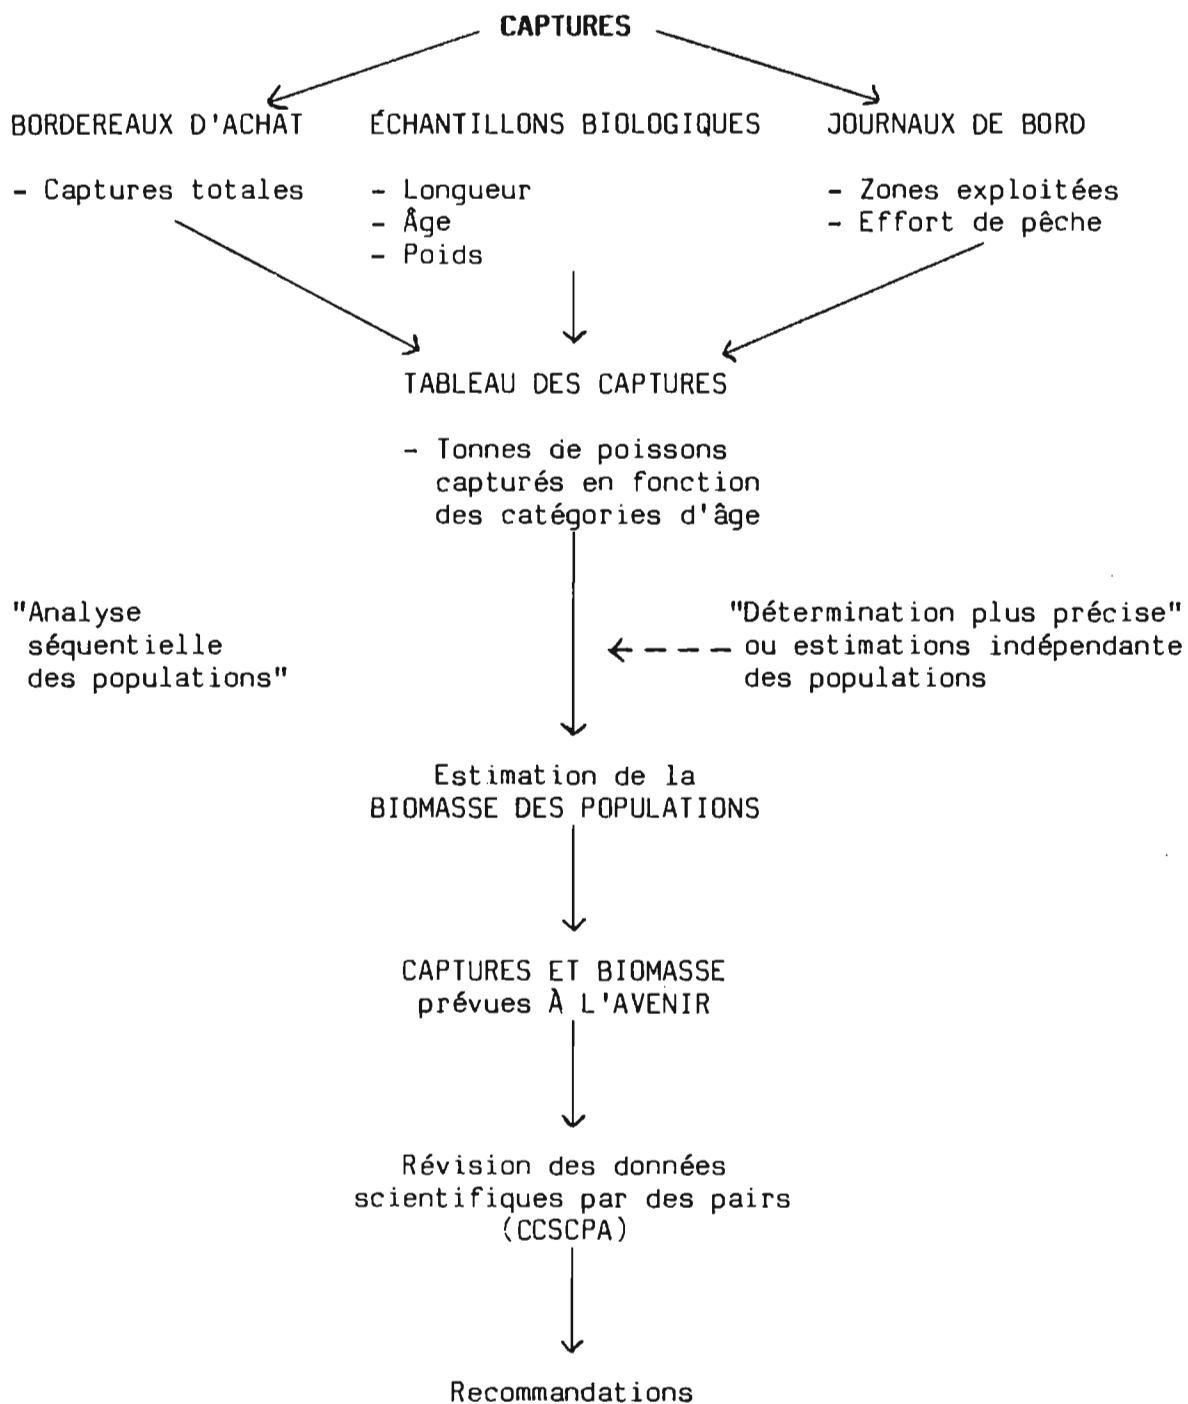 CAPTURES
BORDEREAUX D'ACHAT
- Captures totales
ÉCHANTILLONS BIOLOGIQUES
- Longueur
- Âge
- Poids
JOURNAUX DE BORD
- Zones exploitées
- Effort de pêche
TABLEAU DES CAPTURES
- Tonnes de poissons
capturés en fonction
des catégories d'âge
"Analyse
séquentielle
des populations"
"Détermination plus précise"
ou estimations indépendante
des populations
Estimation de la
BIOMASSE DES POPULATIONS
CAPTURES ET BIOMASSE
prévues À L'AVENIR
Révision des données
scientifiques par des pairs
(CCSCPA)
Recommandations